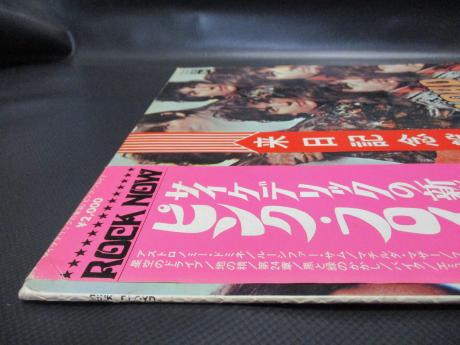 来日記念
ROCK NOW
¥2,000
サイケデリックの新
ピンク・フロイ
アストロノミー・ドミネ/ルーシファー・サム/マチルダ・マザー/
星空のドライブ/地の精/第24章/黒と緑のかかし/バイク/エミ